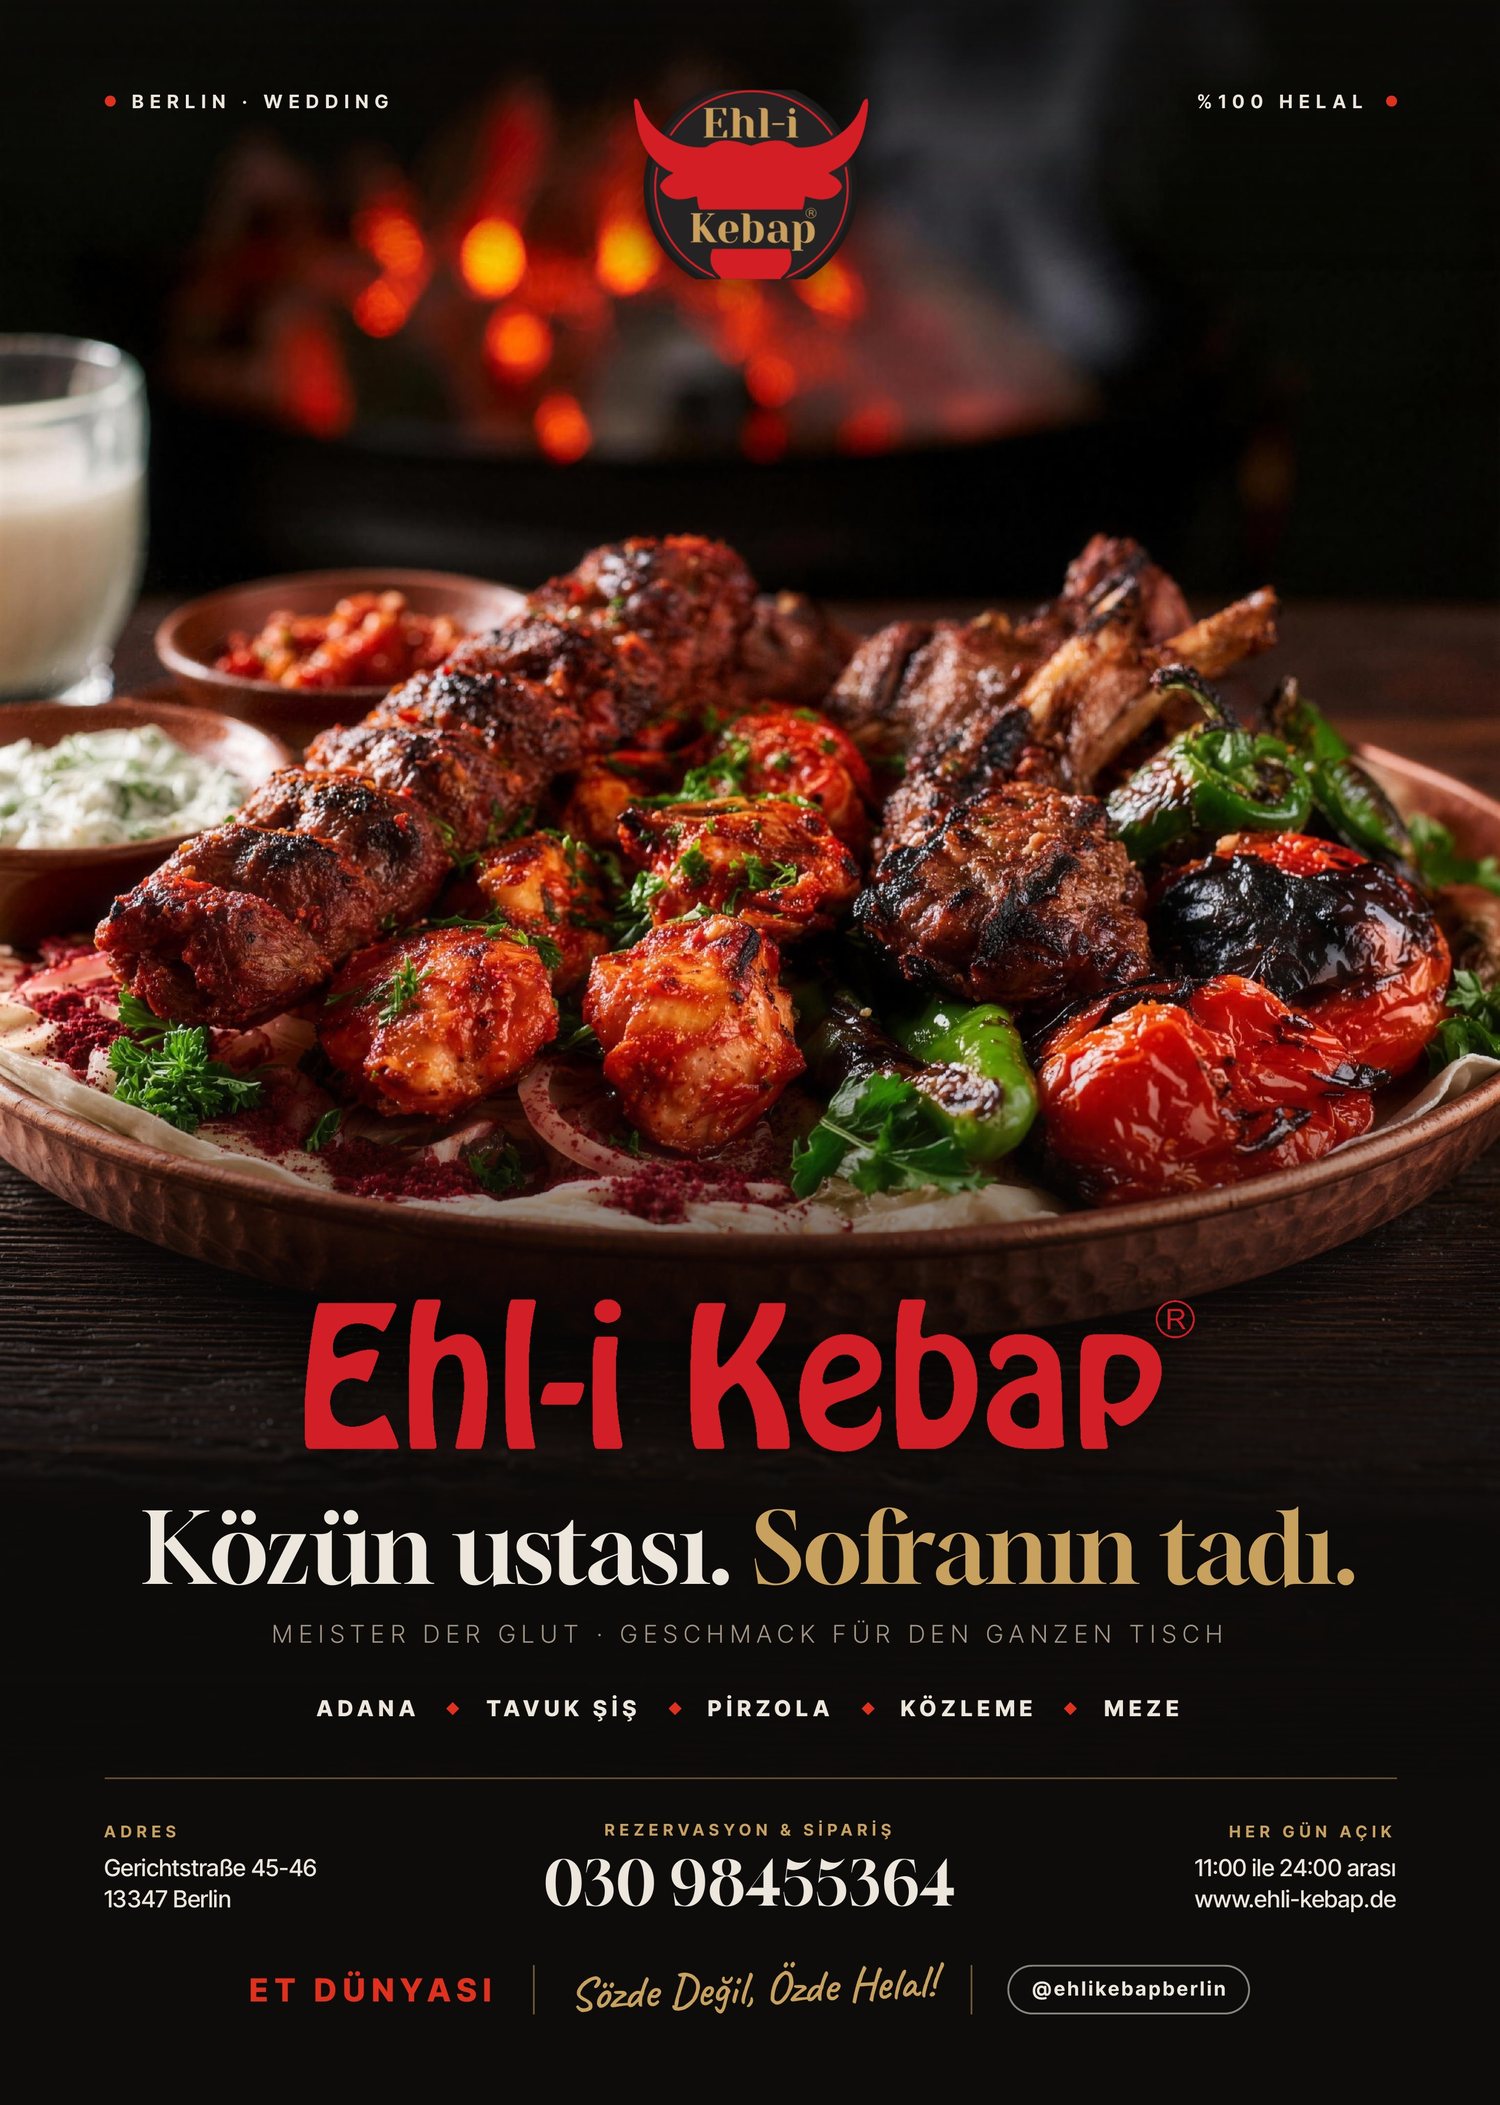 BERLIN · WEDDING
%100 HELAL
Ehl-i
Kebap®
Ehl-i Kebap®
Közün ustası. Sofranın tadı.
MEISTER DER GLUT · GESCHMACK FÜR DEN GANZEN TISCH
ADANA ◆ TAVUK ŞİŞ ◆ PİRZOLA ◆ KÖZLEME ◆ MEZE
ADRES
Gerichtstraße 45-46
13347 Berlin
REZERVASYON & SİPARİŞ
030 98455364
HER GÜN AÇIK
11:00 ile 24:00 arası
www.ehli-kebap.de
ET DÜNYASI
Sözde Değil, Özde Helal!
@ehlikebapberlin